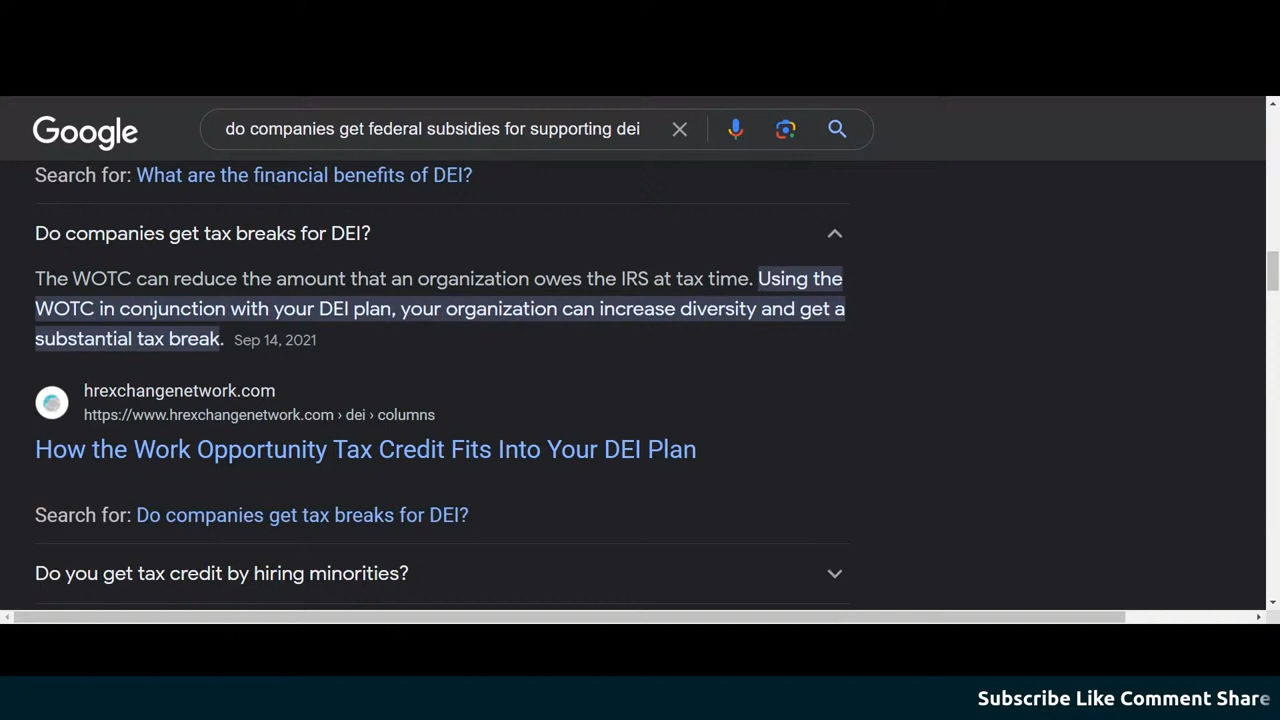 Google do companies get federal subsidies for supporting dei
Search for: What are the financial benefits of DEI?
Do companies get tax breaks for DEI?
The WOTC can reduce the amount that an organization owes the IRS at tax time. Using the
WOTC in conjunction with your DEI plan, your organization can increase diversity and get a
substantial tax break. Sep 14, 2021
hrexchangenetwork.com
https://www.hrexchangenetwork.com › dei › columns
How the Work Opportunity Tax Credit Fits Into Your DEI Plan
Search for: Do companies get tax breaks for DEI?
Do you get tax credit by hiring minorities?
Subscribe Like Comment Share